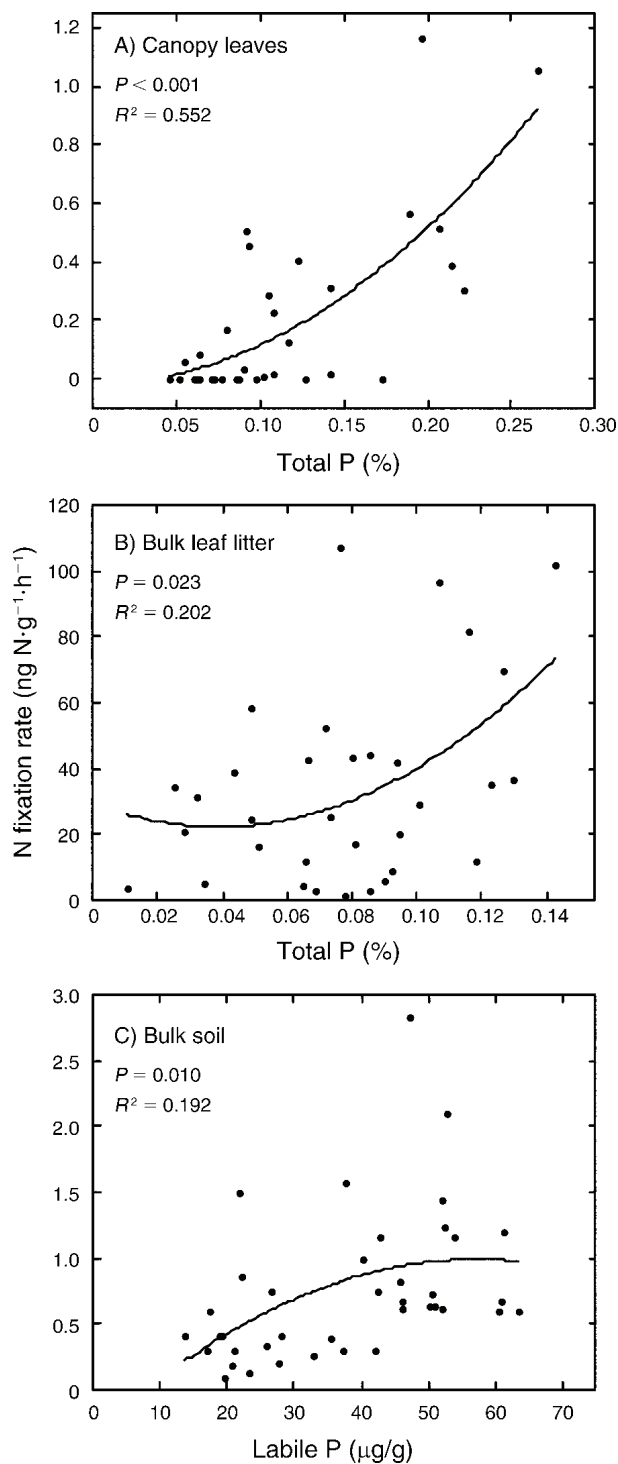 A) Canopy leaves
P < 0.001
R² = 0.552
1.2
1.0
0.8
0.6
0.4
0.2
0
0 0.05 0.10 0.15 0.20 0.25 0.30
Total P (%)
N fixation rate (ng N·g⁻¹·h⁻¹)
B) Bulk leaf litter
P = 0.023
R² = 0.202
120
100
80
60
40
20
0
0 0.02 0.04 0.06 0.08 0.10 0.12 0.14
Total P (%)
C) Bulk soil
P = 0.010
R² = 0.192
3.0
2.5
2.0
1.5
1.0
0.5
0
0 10 20 30 40 50 60 70
Labile P (μg/g)